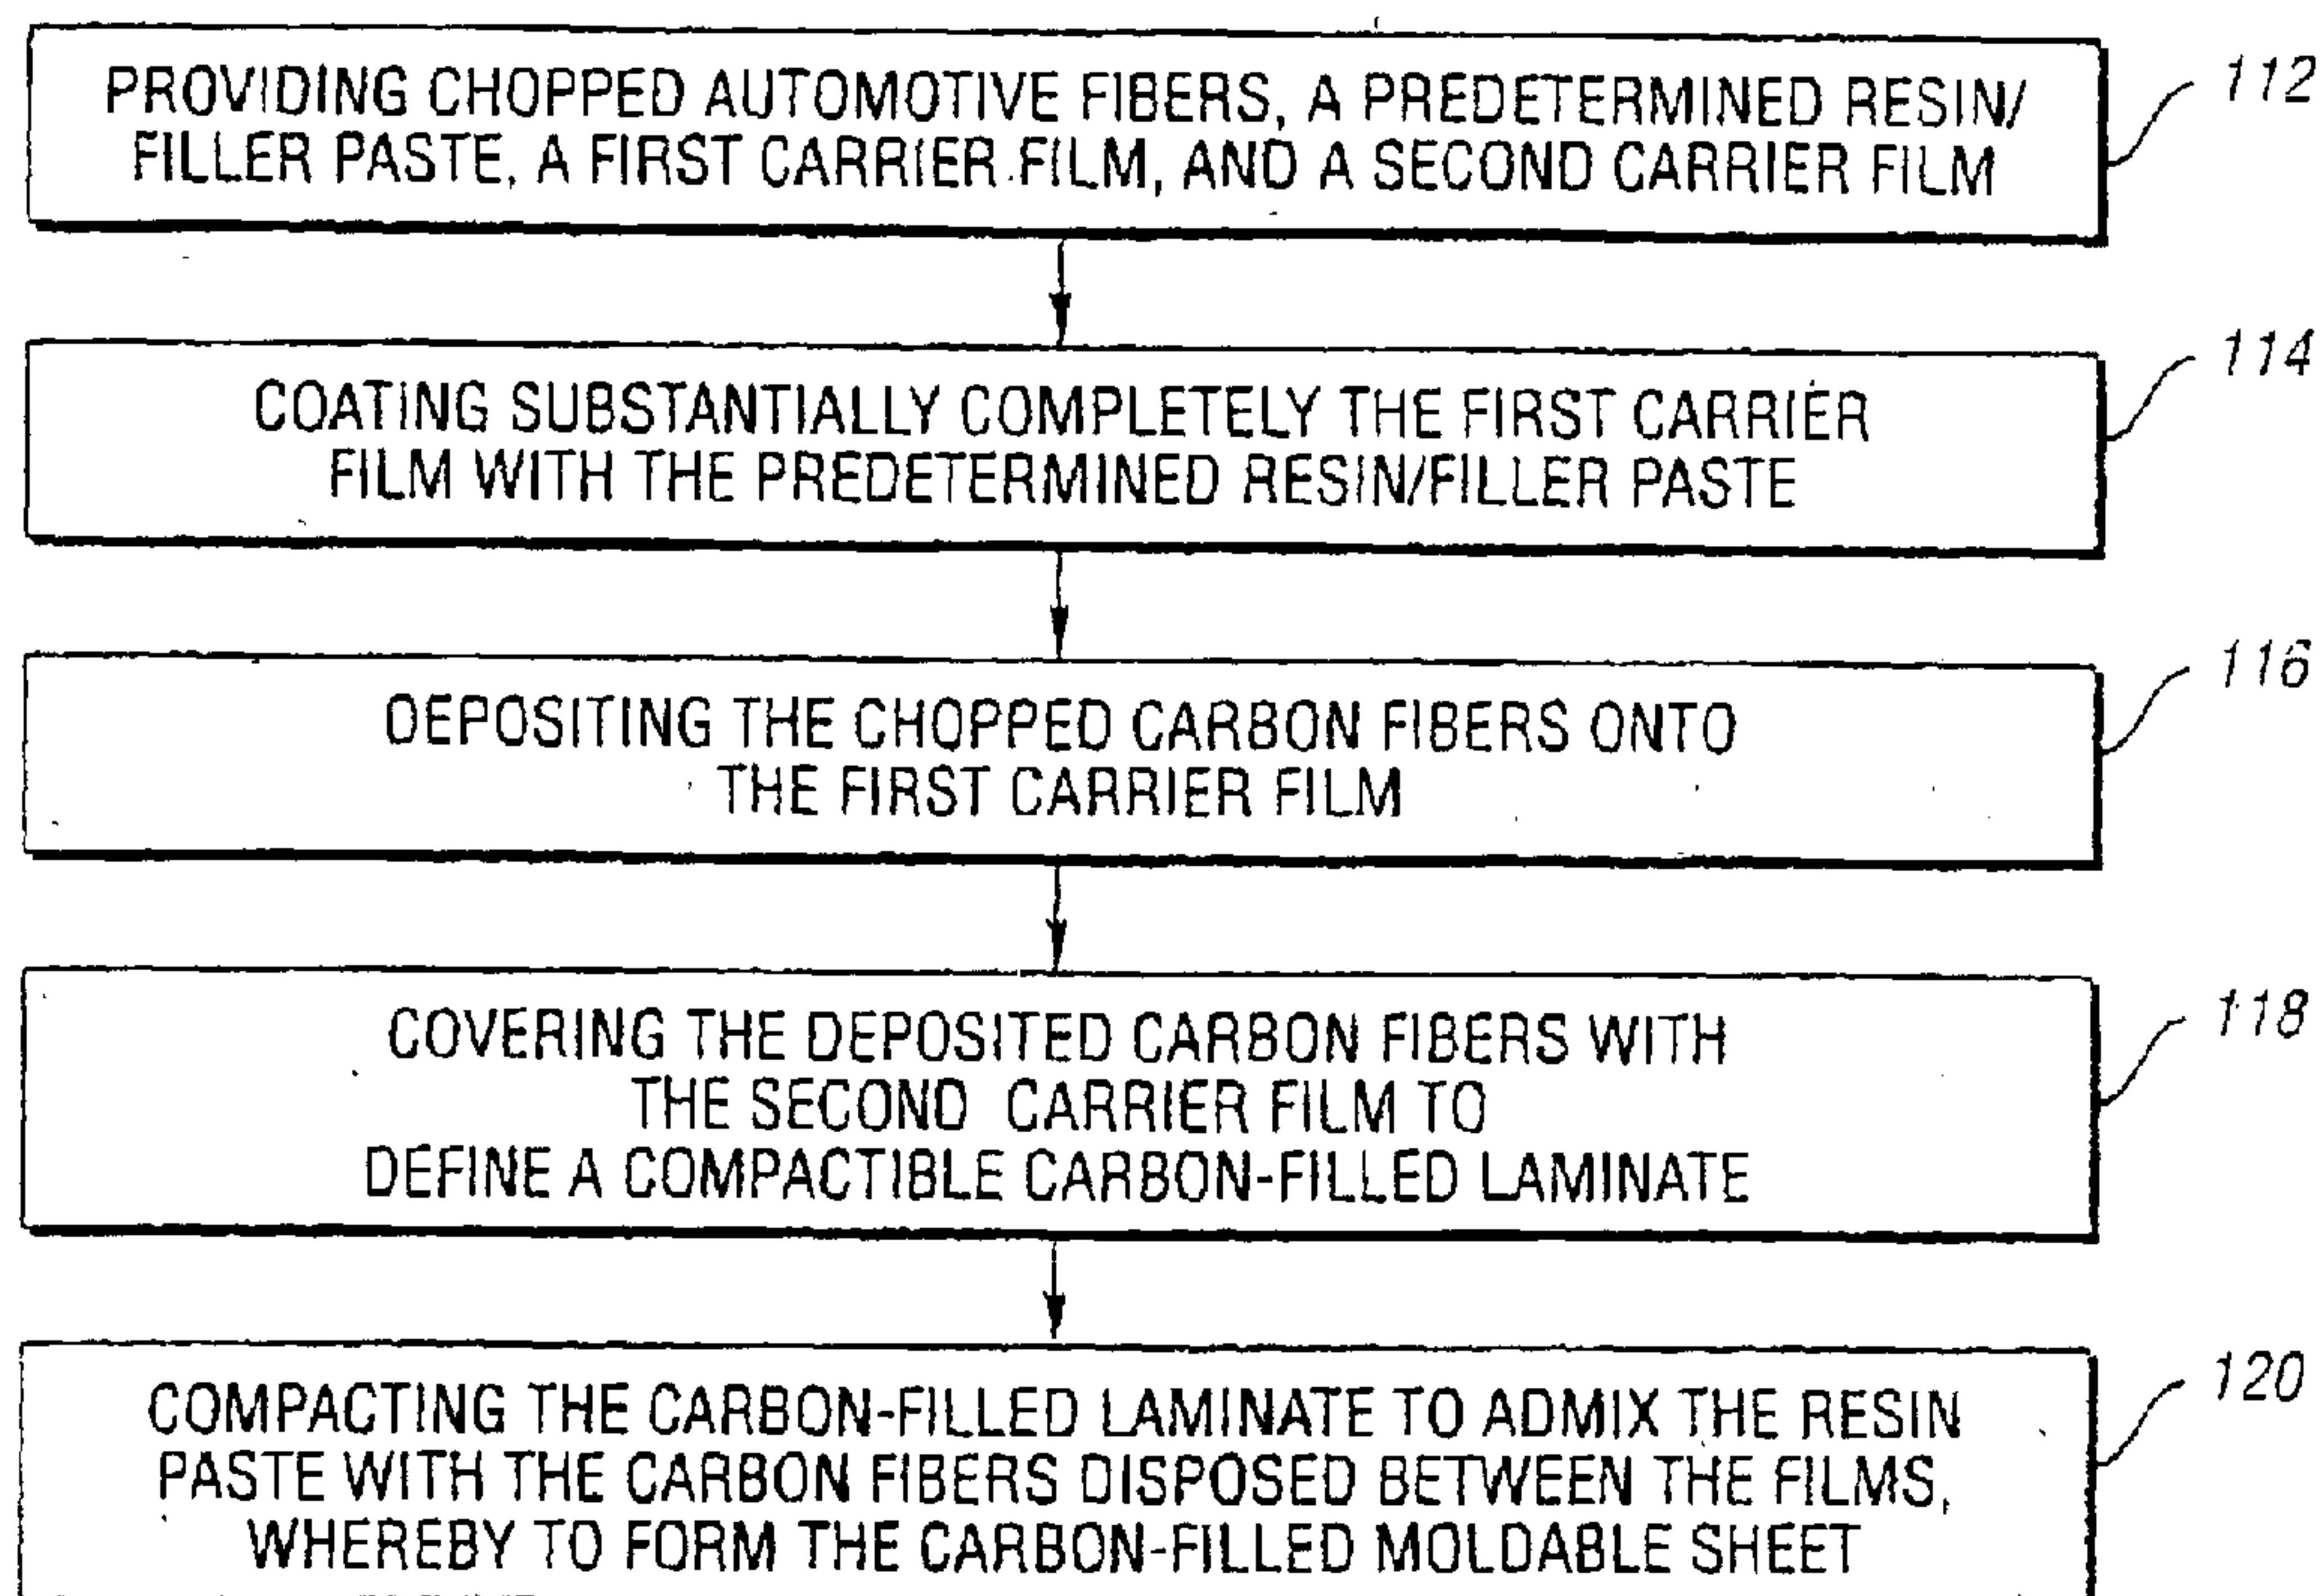 PROVIDING CHOPPED AUTOMOTIVE FIBERS, A PREDETERMINED RESIN/
FILLER PASTE, A FIRST CARRIER FILM, AND A SECOND CARRIER FILM
112
COATING SUBSTANTIALLY COMPLETELY THE FIRST CARRIER
FILM WITH THE PREDETERMINED RESIN/FILLER PASTE
114
DEPOSITING THE CHOPPED CARBON FIBERS ONTO
THE FIRST CARRIER FILM
116
COVERING THE DEPOSITED CARBON FIBERS WITH
THE SECOND CARRIER FILM TO
DEFINE A COMPACTIBLE CARBON-FILLED LAMINATE
118
COMPACTING THE CARBON-FILLED LAMINATE TO ADMIX THE RESIN
PASTE WITH THE CARBON FIBERS DISPOSED BETWEEN THE FILMS,
WHEREBY TO FORM THE CARBON-FILLED MOLDABLE SHEET
120